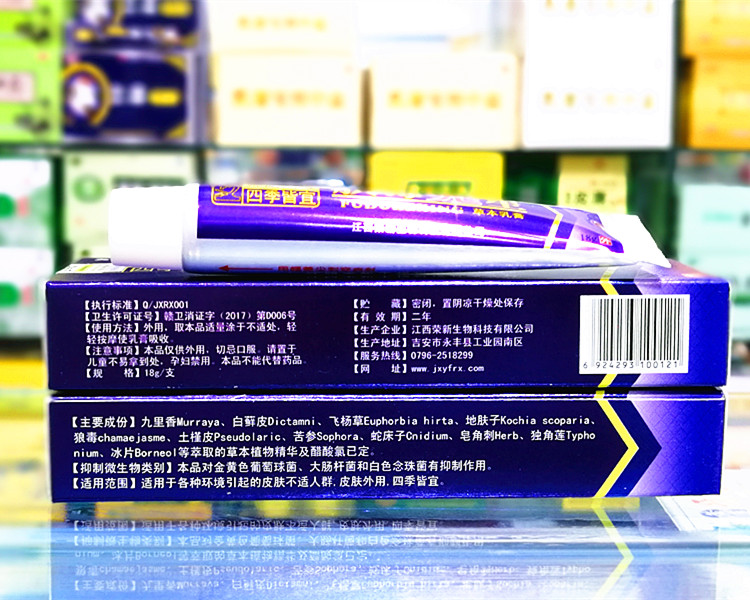 四季皆宜
草本乳膏
【执行标准】Q/JXRX001
【卫生许可证号】赣卫消证字（2017）第D006号
【使用方法】外用，取本品适量涂于不适处、轻
轻按摩使乳膏吸收。
【注意事项】本品仅供外用，切忌口服。请置于
儿童不易拿到处，孕妇禁用。本品不能代替药品。
【规　格】18g/支
【贮　藏】密闭，置阴凉干燥处保存
【有 效 期】二年
【生产企业】江西荣新生物科技有限公司
【生产地址】吉安市永丰县工业园南区
【服务热线】0796-2518299
【网　址】www.jxyfrx.com
6 924293 100121
【主要成份】九里香Murraya、白藓皮Dictamni、飞杨草Euphorbia hirta、地肤子Kochia scoparia、
狼毒chamaejasme、土槿皮Pseudolaric、苦参Sophora、蛇床子Cnidium、皂角刺Herb、独角莲Typho
nium、冰片Borneol等萃取的草本植物精华及醋酸氯已定。
【抑制微生物类别】本品对金黄色葡萄球菌、大肠杆菌和白色念珠菌有抑制作用。
【适用范围】适用于各种环境引起的皮肤不适人群,皮肤外用,四季皆宜。